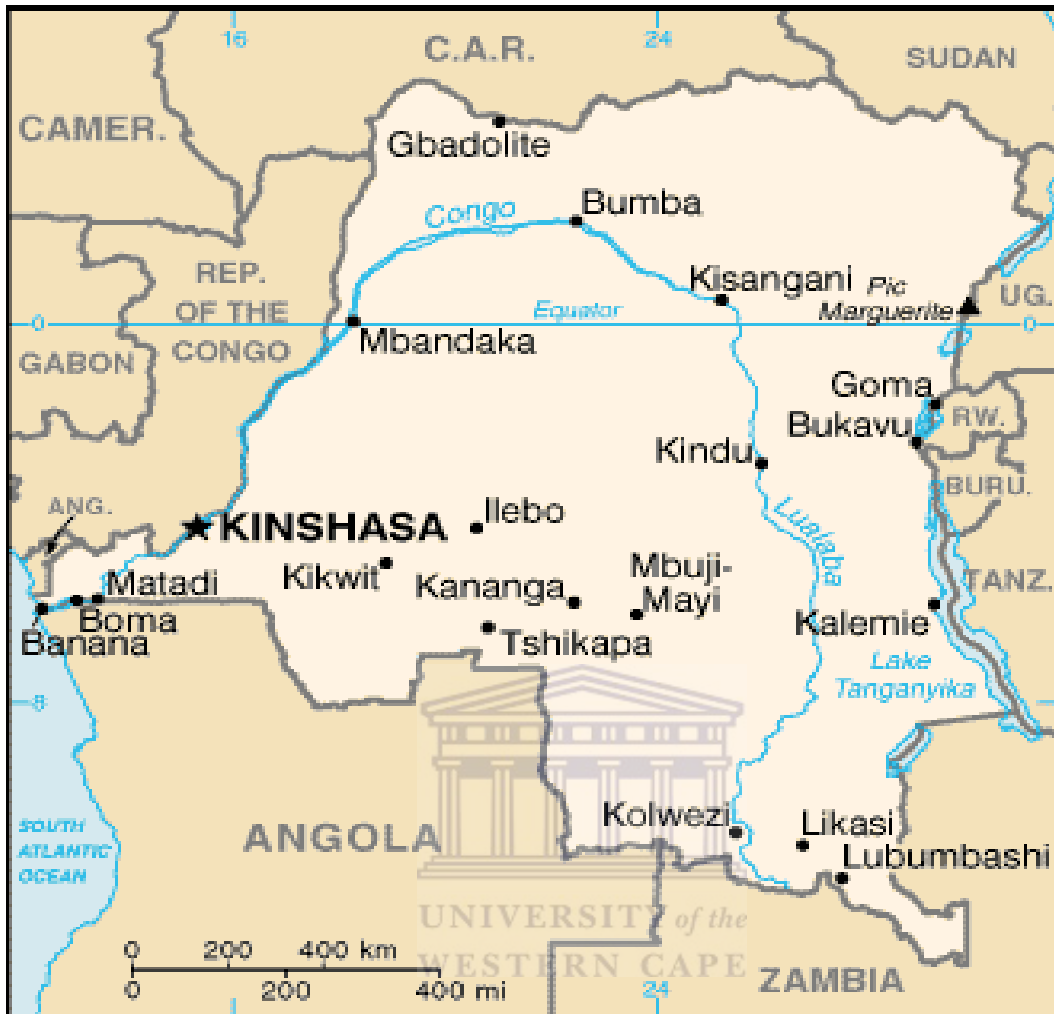 16
24
C.A.R.
SUDAN
CAMER.
Gbadolite
Congo
Bumba
REP.
OF THE
CONGO
Kisangani
Pic
Marguerite
UG.
Equator
0
0
GABON
Mbandaka
Goma
RW.
Bukavu
Kindu
BURU.
ANG.
KINSHASA
Ilebo
Lualaba
Kikwit
Kananga
Mbuji-
Mayi
TANZ.
Matadi
Boma
Banana
Tshikapa
Kalemie
Lake
Tanganyika
8
SOUTH
ATLANTIC
OCEAN
ANGOLA
Kolwezi
Likasi
Lubumbashi
UNIVERSITY of the
WESTERN CAPE
0 200 400 km
0 200 400 mi
24
ZAMBIA